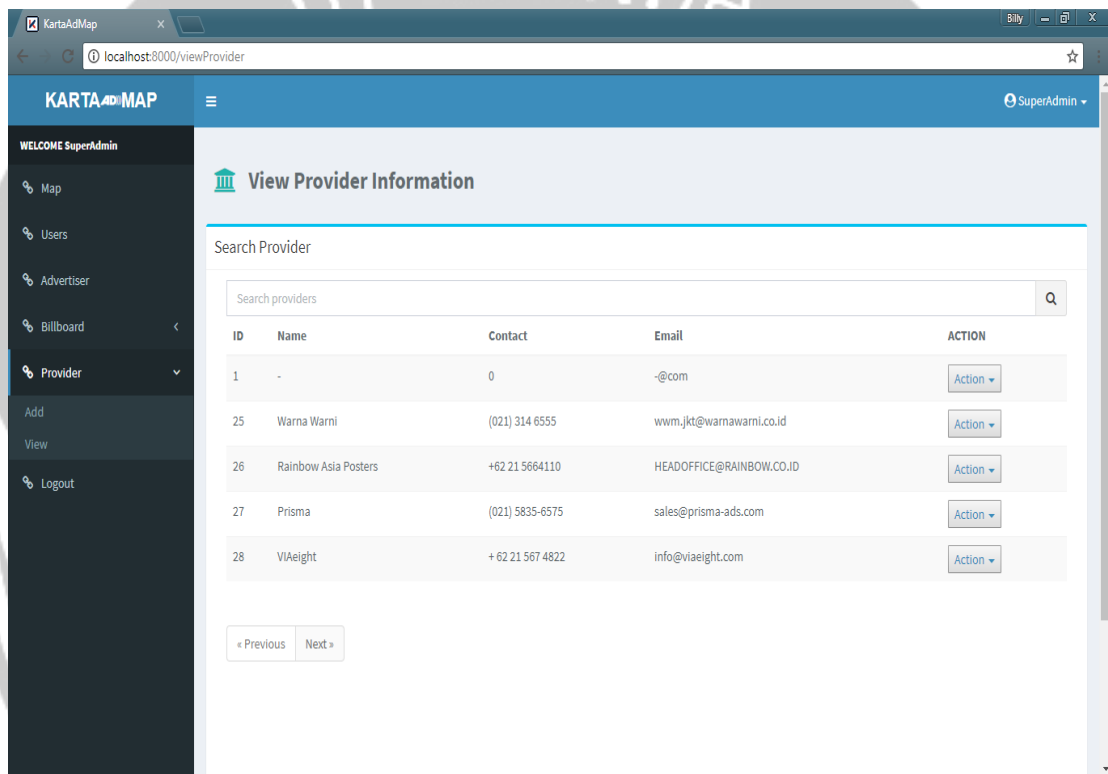 KartaAdMap
Billy
localhost:8000/viewProvider
KARTA AD MAP
SuperAdmin
WELCOME SuperAdmin
Map
Users
Advertiser
Billboard
Provider
Add
View
Logout
View Provider Information
Search Provider
Search providers
ID Name Contact Email ACTION
1 - 0 -@com Action
25 Warna Warni (021) 314 6555 wwm.jkt@warnawarni.co.id Action
26 Rainbow Asia Posters +62 21 5664110 HEADOFFICE@RAINBOW.CO.ID Action
27 Prisma (021) 5835-6575 sales@prisma-ads.com Action
28 VIAeight + 62 21 567 4822 info@viaeight.com Action
« Previous Next »